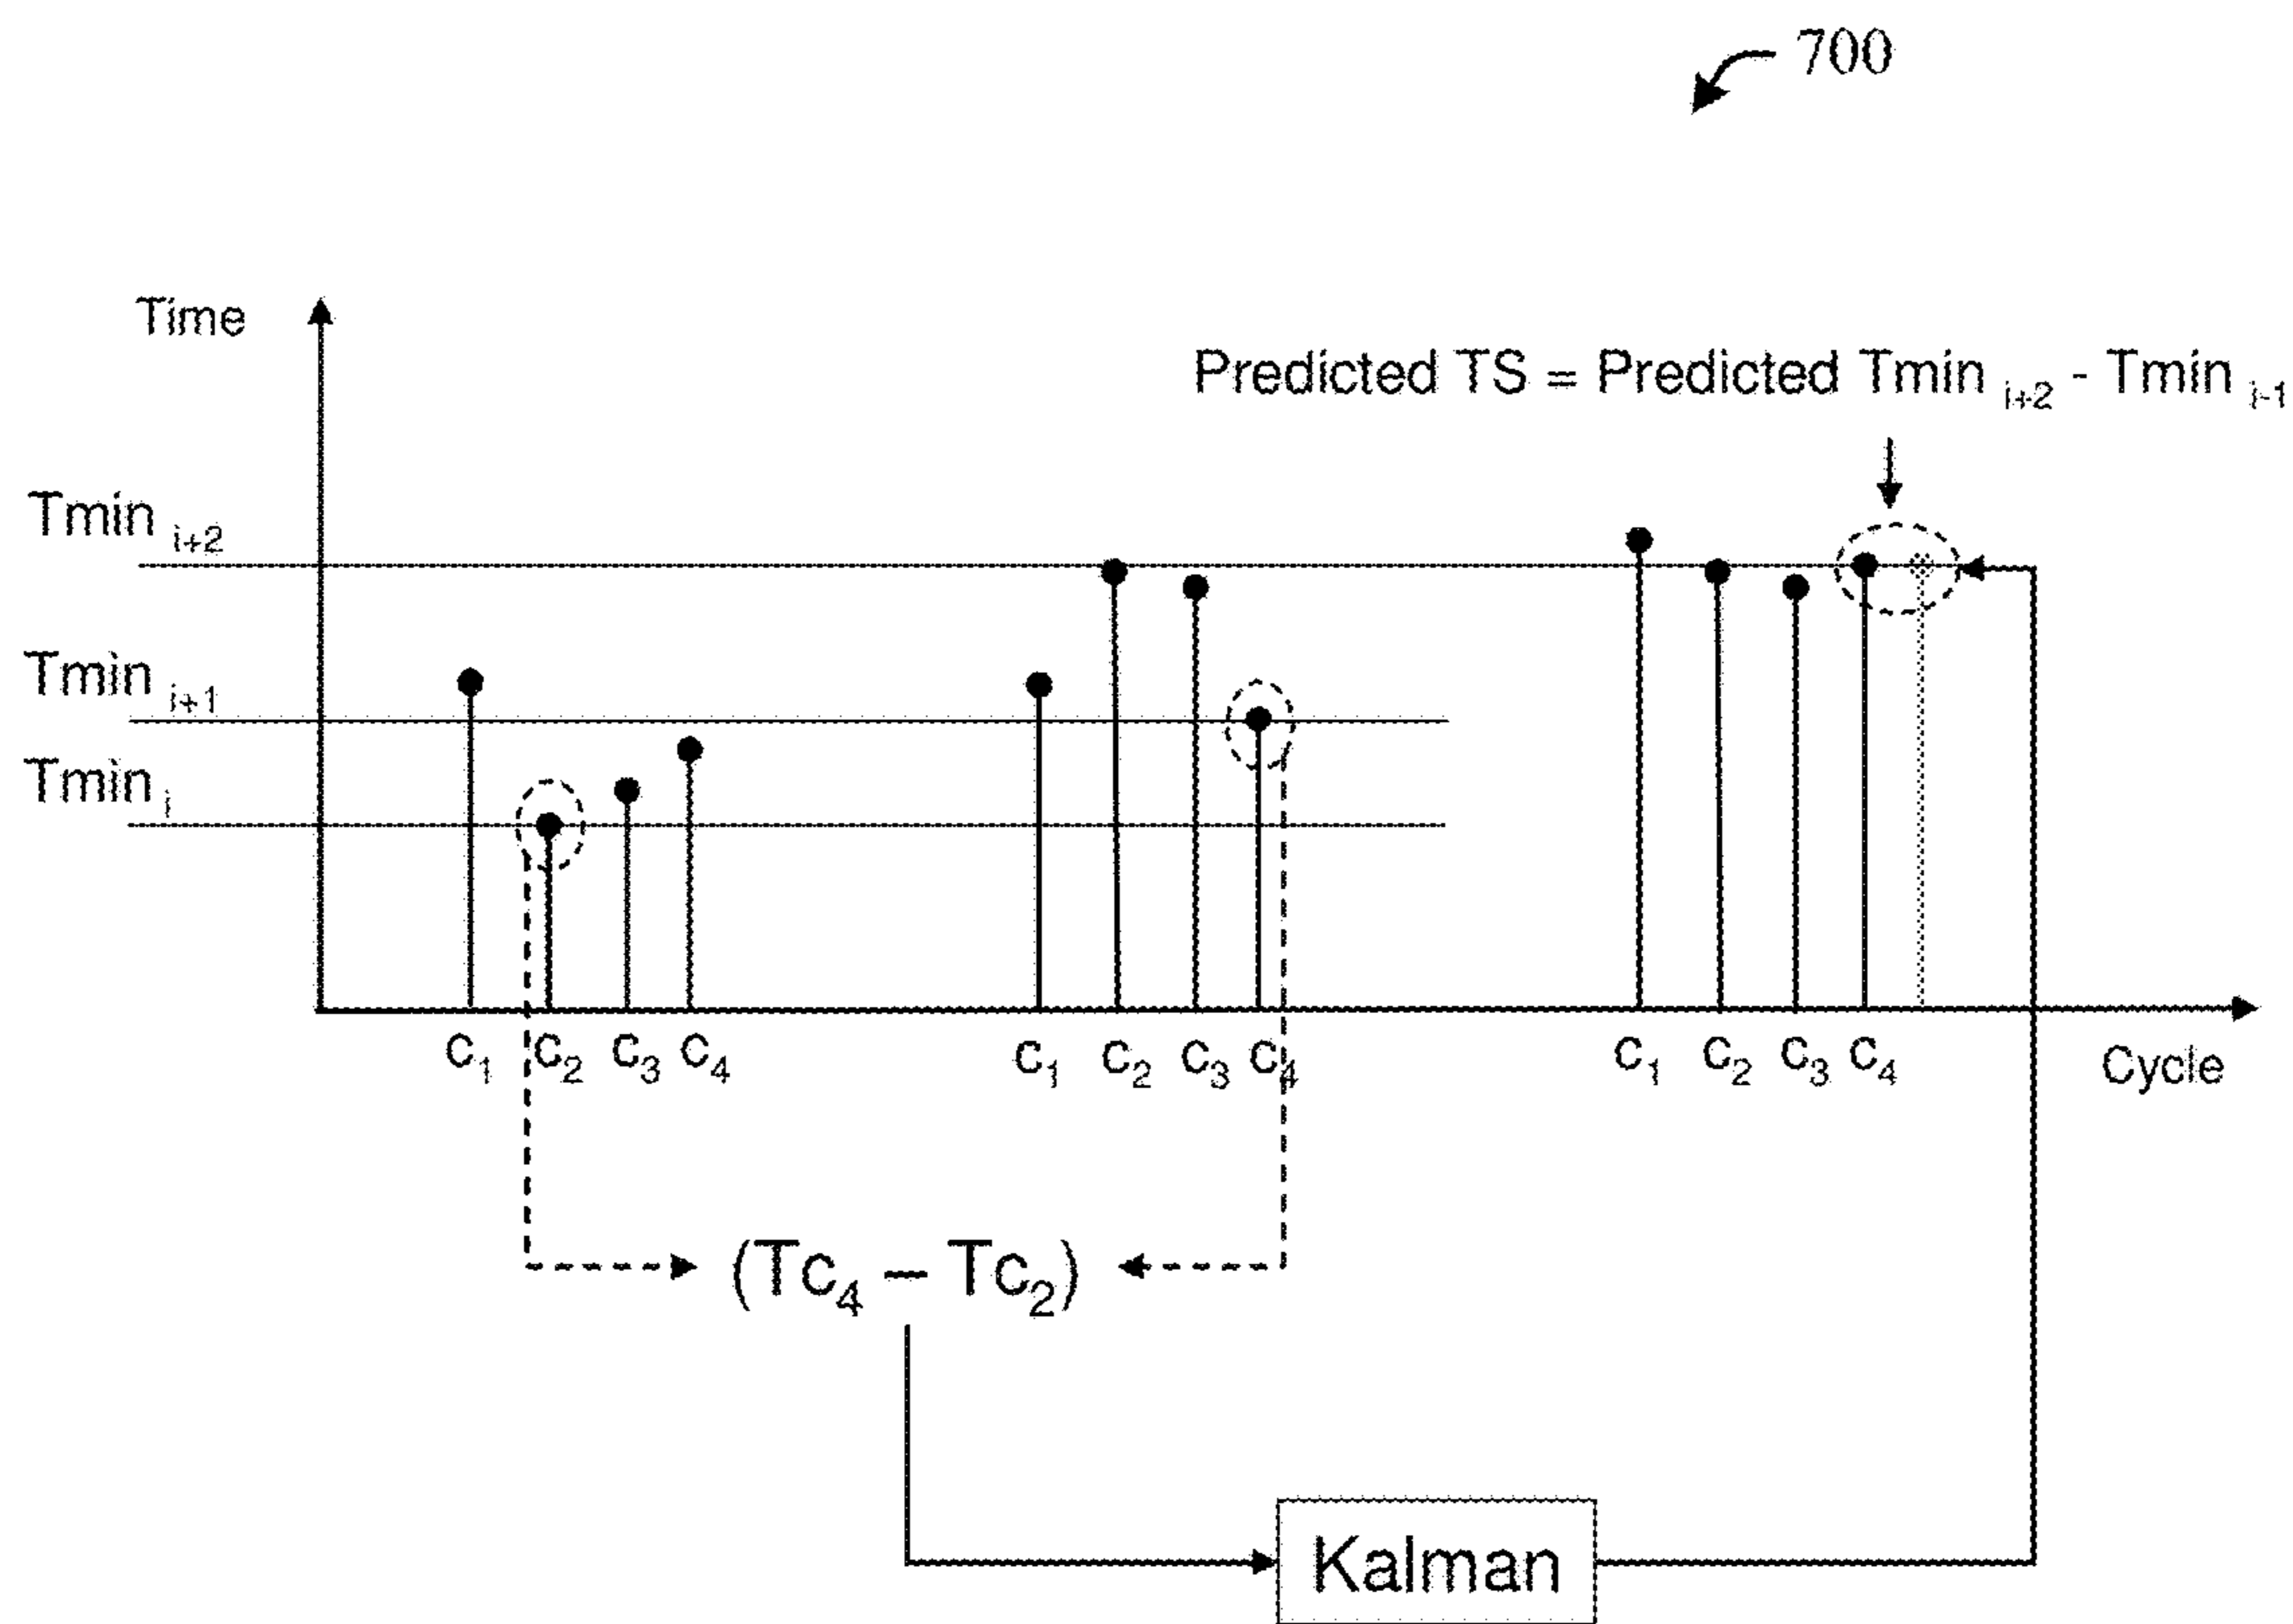 700
Time
Predicted TS = Predicted Tmin i+2 - Tmin i-1
Tmin i+2
Tmin i+1
Tmin i
c1 c2 c3 c4 c1 c2 c3 c4 c1 c2 c3 c4 Cycle
(Tc4 – Tc2)
Kalman